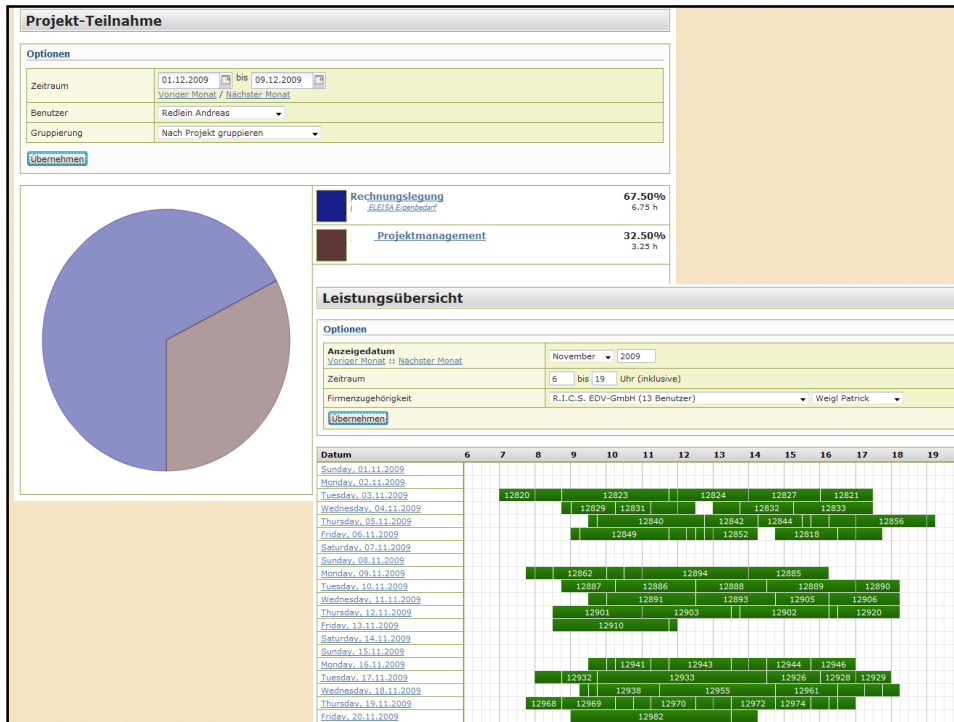 Projekt-Teilnahme
Optionen
Zeitraum
01.12.2009 bis 09.12.2009
Voriger Monat / Nächster Monat
Benutzer
Redlein Andreas
Gruppierung
Nach Projekt gruppieren
Übernehmen
Rechnungslegung 67.50%
ELEISA Eigenbedarf 6.75 h
Projektmanagement 32.50%
3.25 h
Leistungsübersicht
Optionen
Anzeigedatum
Voriger Monat :: Nächster Monat
November 2009
Zeitraum
6 bis 19 Uhr (inklusive)
Firmenzugehörigkeit
R.I.C.S. EDV-GmbH (13 Benutzer) Weigl Patrick
Übernehmen
Datum 6 7 8 9 10 11 12 13 14 15 16 17 18 19
Sunday, 01.11.2009
Monday, 02.11.2009
Tuesday, 03.11.2009 12820 12823 12824 12827 12821
Wednesday, 04.11.2009 12829 12831 12832 12833
Thursday, 05.11.2009 12840 12842 12844 12856
Friday, 06.11.2009 12849 12852 12818
Saturday, 07.11.2009
Sunday, 08.11.2009
Monday, 09.11.2009 12862 12894 12885
Tuesday, 10.11.2009 12887 12886 12888 12889 12890
Wednesday, 11.11.2009 12891 12893 12905 12906
Thursday, 12.11.2009 12901 12903 12902 12920
Friday, 13.11.2009 12910
Saturday, 14.11.2009
Sunday, 15.11.2009
Monday, 16.11.2009 12941 12943 12944 12946
Tuesday, 17.11.2009 12932 12933 12926 12928 12929
Wednesday, 18.11.2009 12938 12955 12961
Thursday, 19.11.2009 12968 12969 12970 12972 12974
Friday, 20.11.2009 12982